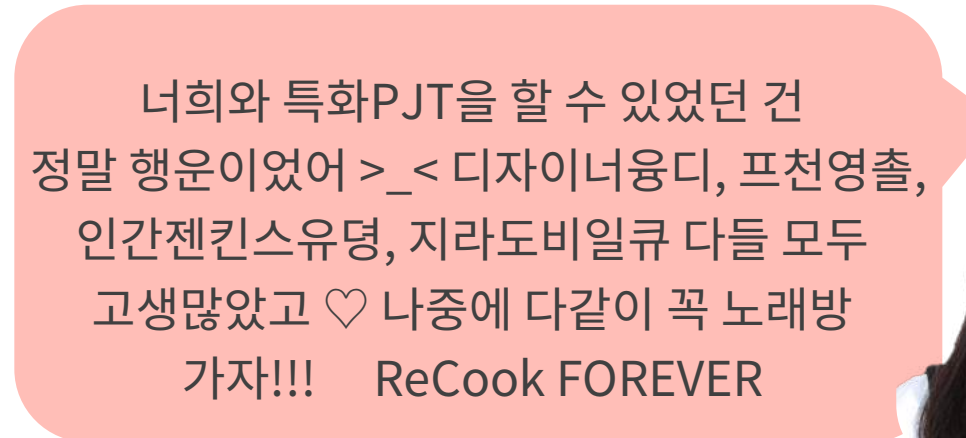 너희와 특화PJT을 할 수 있었던 건
정말 행운이었어 >_< 디자이너융디, 프천영촐,
인간젠킨스유뎡, 지라도비일큐 다들 모두
고생많았고 ♡ 나중에 다같이 꼭 노래방
가자!!! ReCook FOREVER